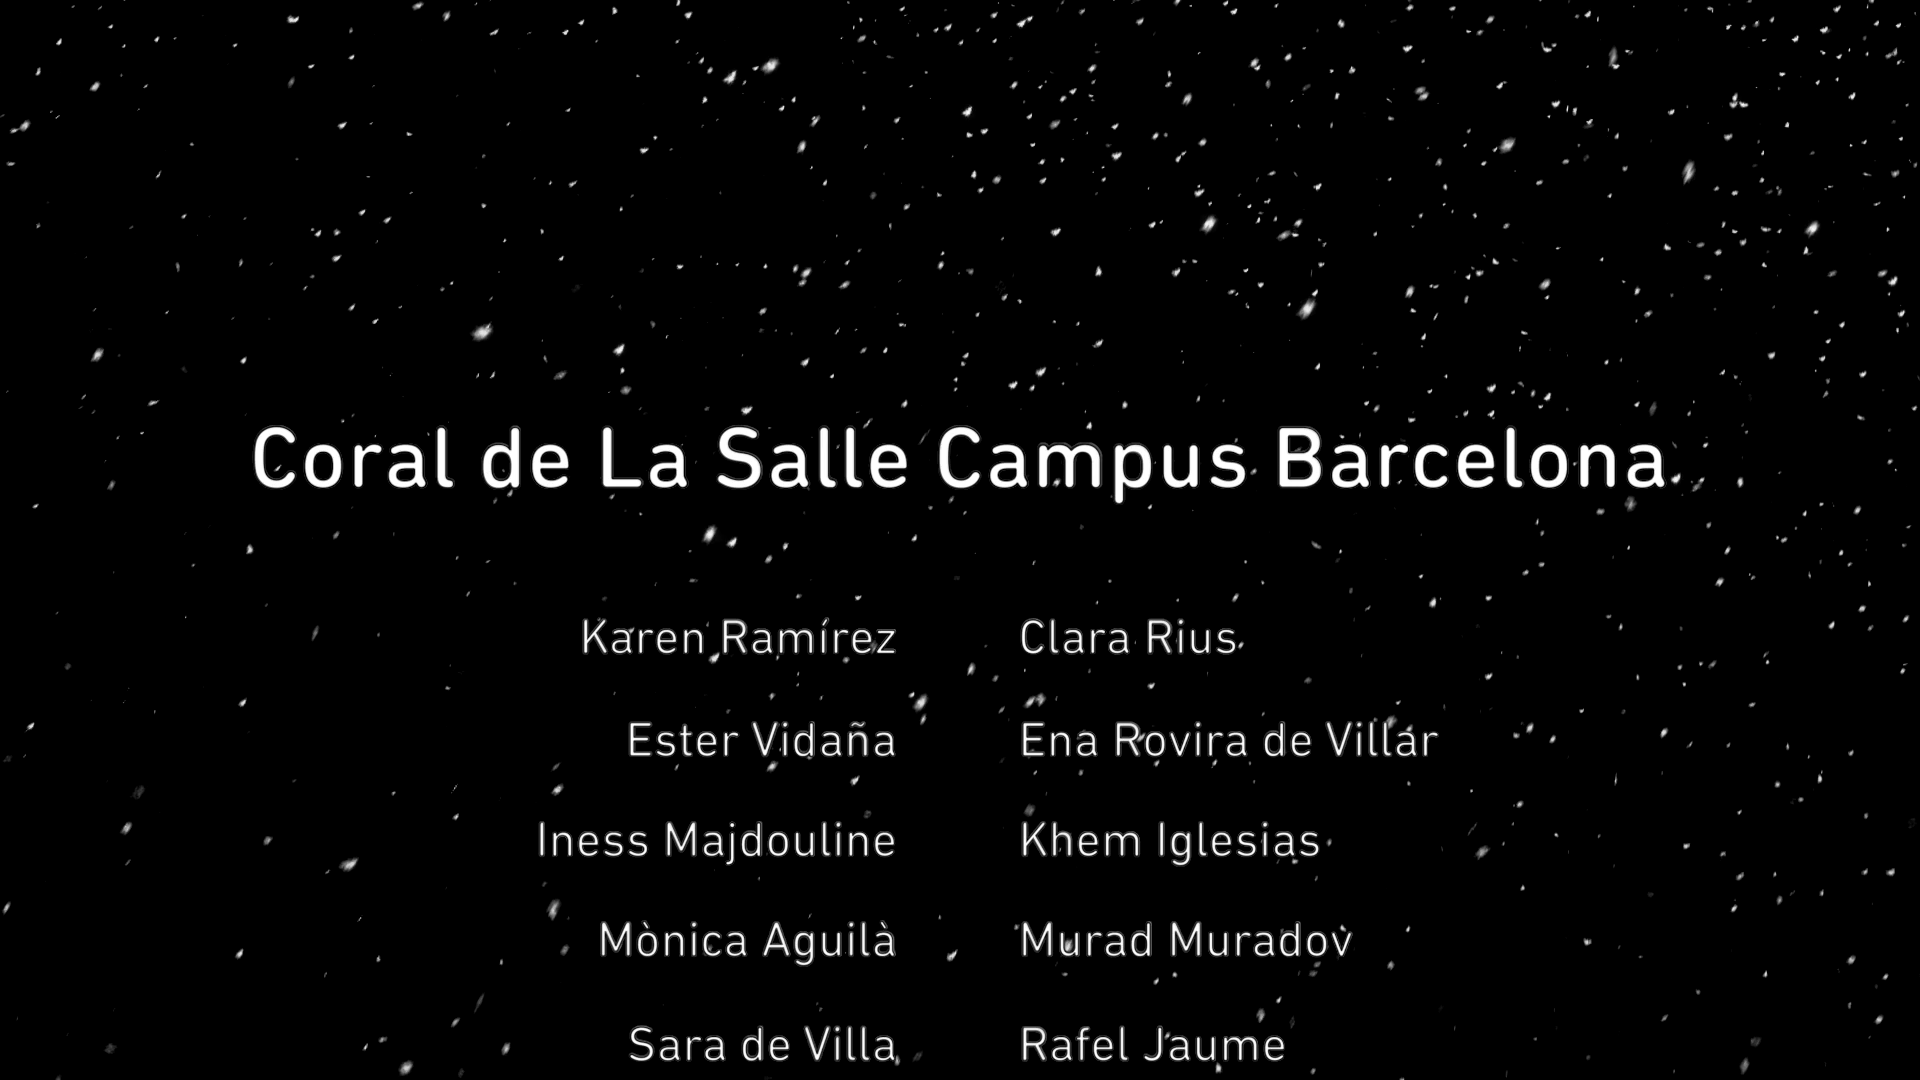 Coral de La Salle Campus Barcelona
Karen Ramírez Clara Rius
Ester Vidaña Ena Rovira de Villar
Iness Majdouline Khem Iglesias
Mònica Aguilà Murad Muradov
Sara de Villa Rafel Jaume